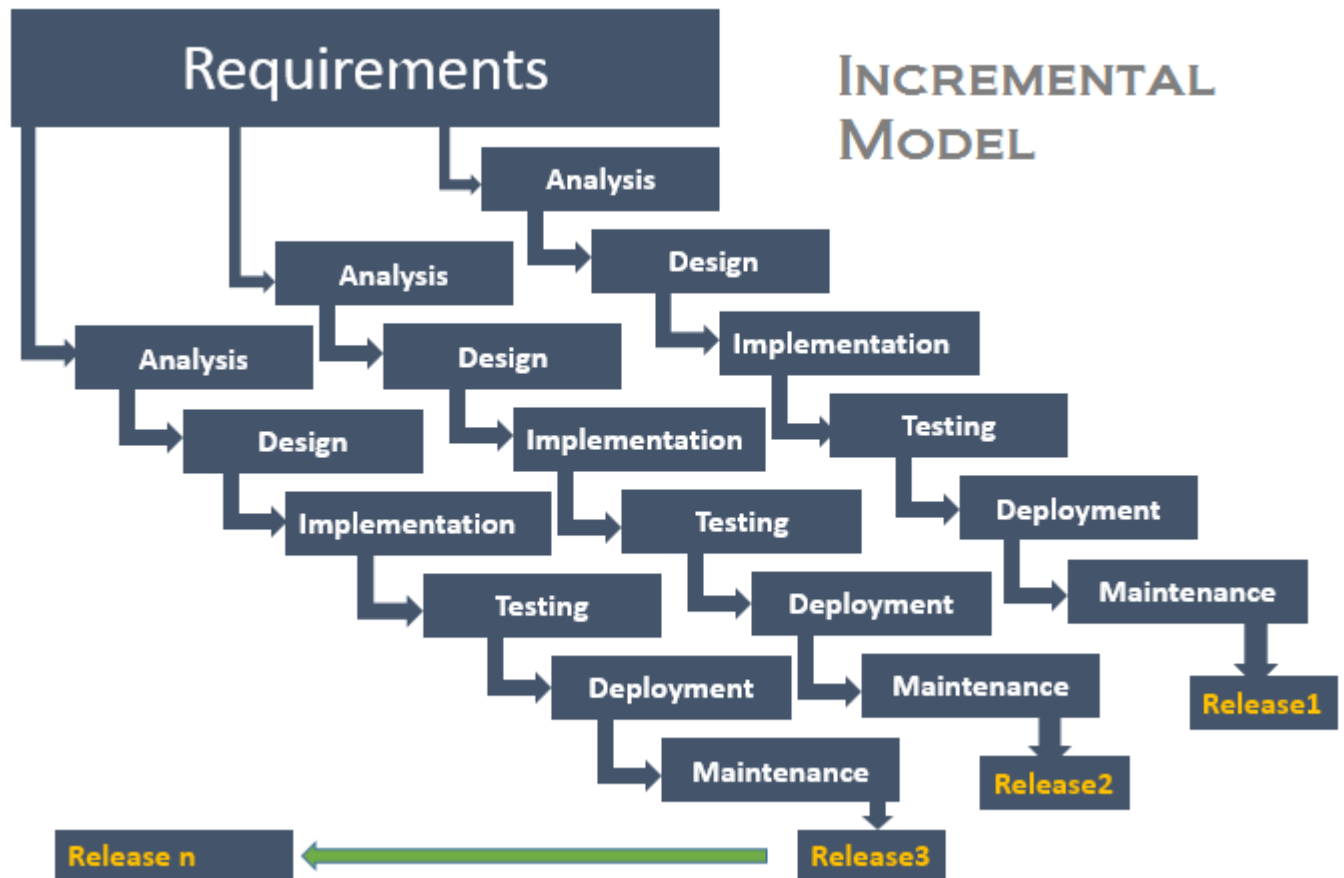 Requirements
INCREMENTAL
MODEL
Analysis
Design
Implementation
Testing
Deployment
Maintenance
Release1
Analysis
Design
Implementation
Testing
Deployment
Maintenance
Release2
Analysis
Design
Implementation
Testing
Deployment
Maintenance
Release3
Release n